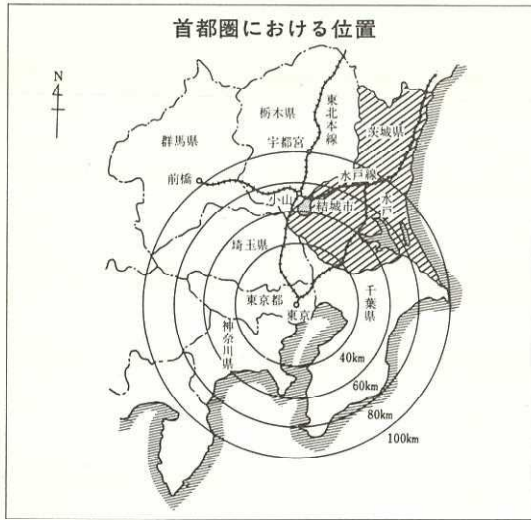 首都圏における位置
N
栃木県
東北本線
茨城県
群馬県
宇都宮
前橋
水戸線
小山
結城市
水戸
埼玉県
東京都
東京
千葉県
神奈川県
40km
60km
80km
100km